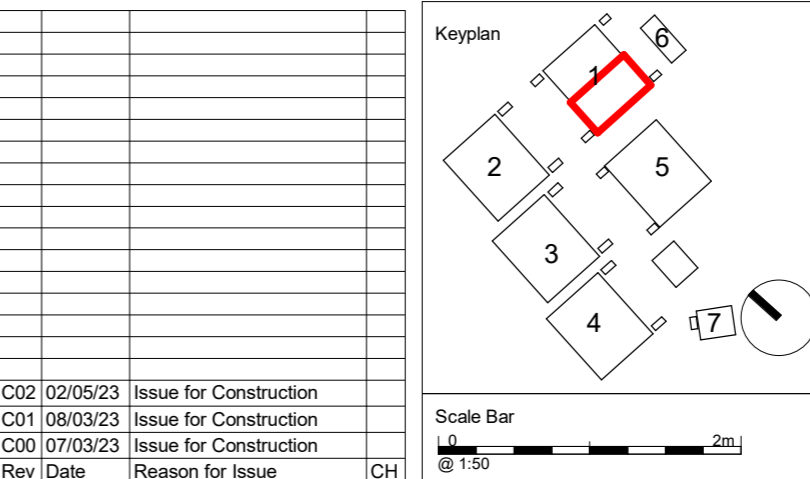 C02 02/05/23 Issue for Construction
C01 08/03/23 Issue for Construction
C00 07/03/23 Issue for Construction
Rev Date Reason for Issue CH
Keyplan
6
1
2
5
3
4
7
Scale Bar
0 2m
@ 1:50